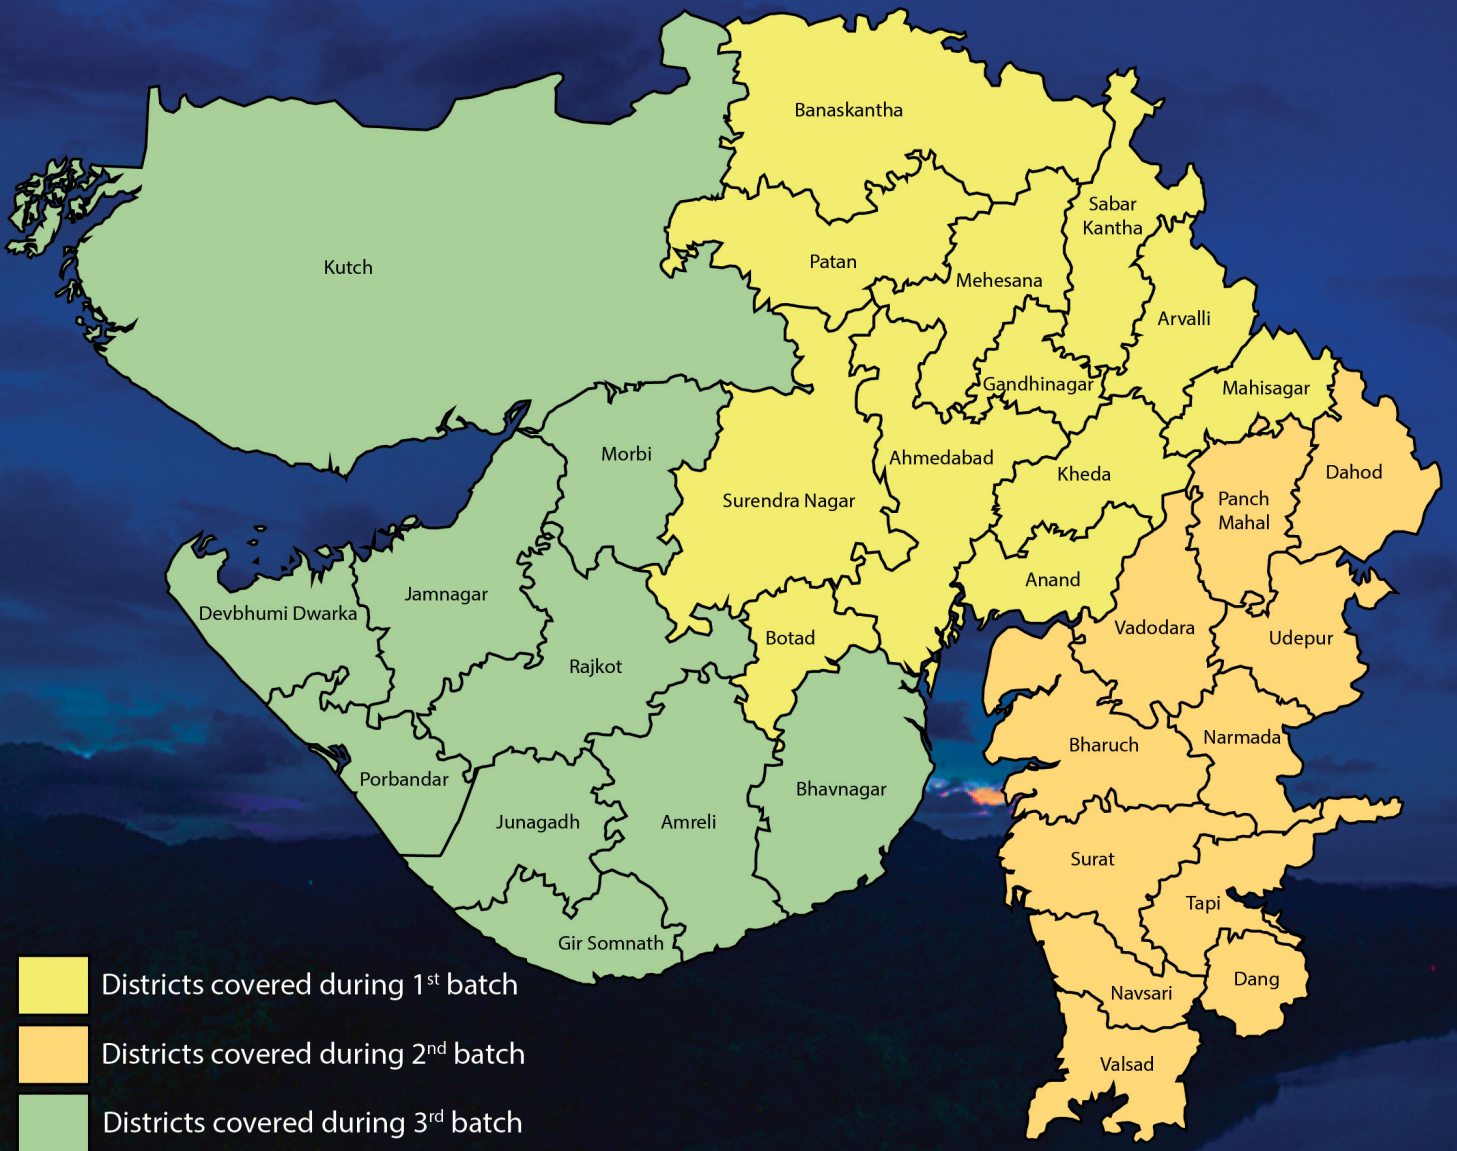 Banaskantha
Sabar
Kantha
Patan
Kutch
Mehesana
Arvalli
Gandhinagar
Mahisagar
Morbi
Ahmedabad
Kheda
Dahod
Surendra Nagar
Panch
Mahal
Anand
Jamnagar
Devbhumi Dwarka
Botad
Vadodara
Udepur
Rajkot
Bharuch
Narmada
Porbandar
Bhavnagar
Junagadh
Amreli
Surat
Tapi
Gir Somnath
Dang
Navsari
Valsad
Districts covered during 1st batch
Districts covered during 2nd batch
Districts covered during 3rd batch